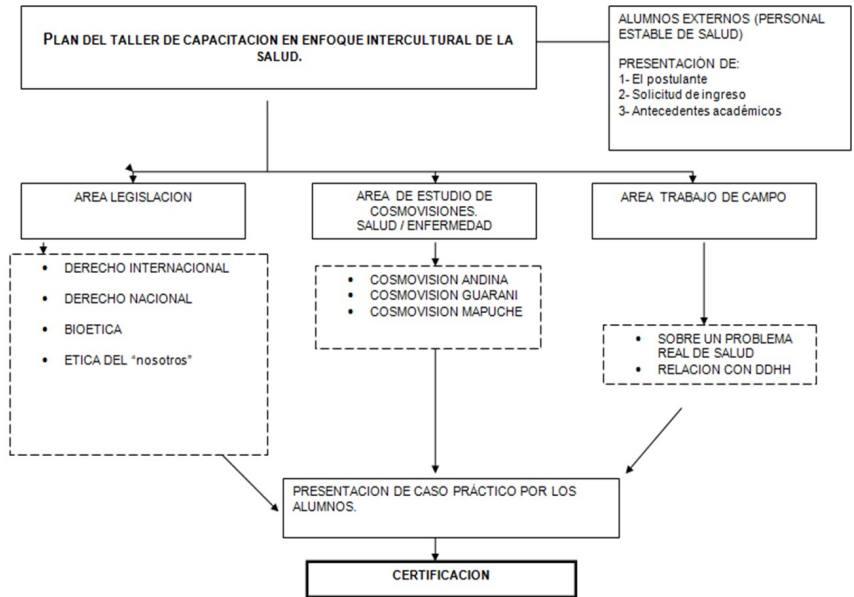 PLAN DEL TALLER DE CAPACITACION EN ENFOQUE INTERCULTURAL DE LA
SALUD.
ALUMNOS EXTERNOS (PERSONAL
ESTABLE DE SALUD)
PRESENTACIÓN DE:
1- El postulante
2- Solicitud de ingreso
3- Antecedentes académicos
AREA LEGISLACION
AREA DE ESTUDIO DE
COSMOVISIONES.
SALUD / ENFERMEDAD
AREA TRABAJO DE CAMPO
• DERECHO INTERNACIONAL
• DERECHO NACIONAL
• BIOETICA
• ETICA DEL “nosotros”
• COSMOVISION ANDINA
• COSMOVISION GUARANI
• COSMOVISION MAPUCHE
• SOBRE UN PROBLEMA
REAL DE SALUD
• RELACION CON DDHH
PRESENTACION DE CASO PRÁCTICO POR LOS
ALUMNOS.
CERTIFICACION